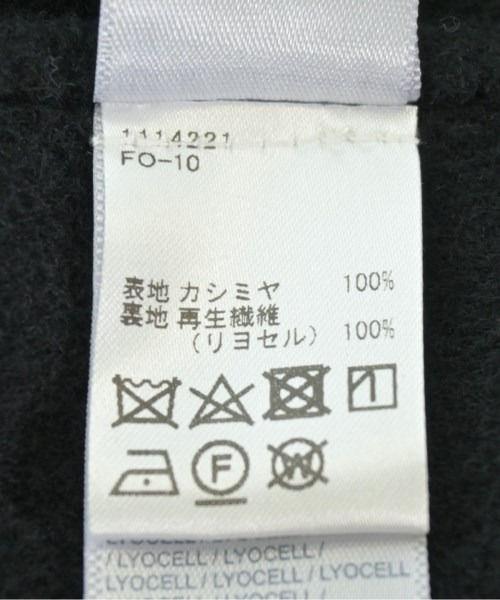 1114221
FO-10
表地 カシミヤ 100%
裏地 再生繊維
(リヨセル) 100%
F
W
/ LYOCELL / LYOCELL /
LYOCELL / LYOCELL / LYOCELL